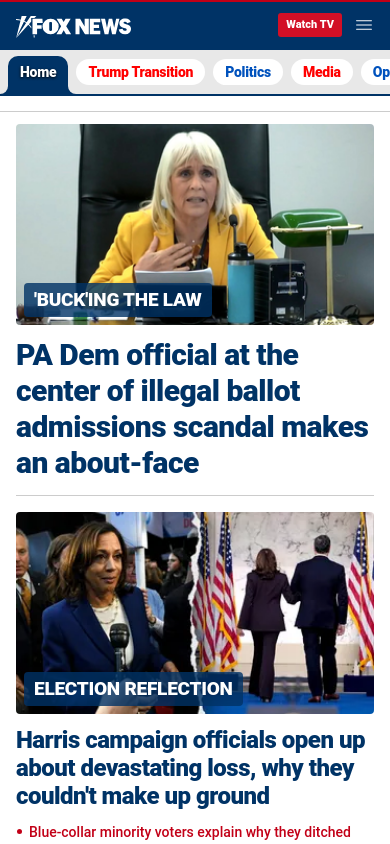 FOX NEWS
Watch TV
Home
Trump Transition
Politics
Media
Op
'BUCK'ING THE LAW
PA Dem official at the
center of illegal ballot
admissions scandal makes
an about-face
ELECTION REFLECTION
Harris campaign officials open up
about devastating loss, why they
couldn't make up ground
• Blue-collar minority voters explain why they ditched